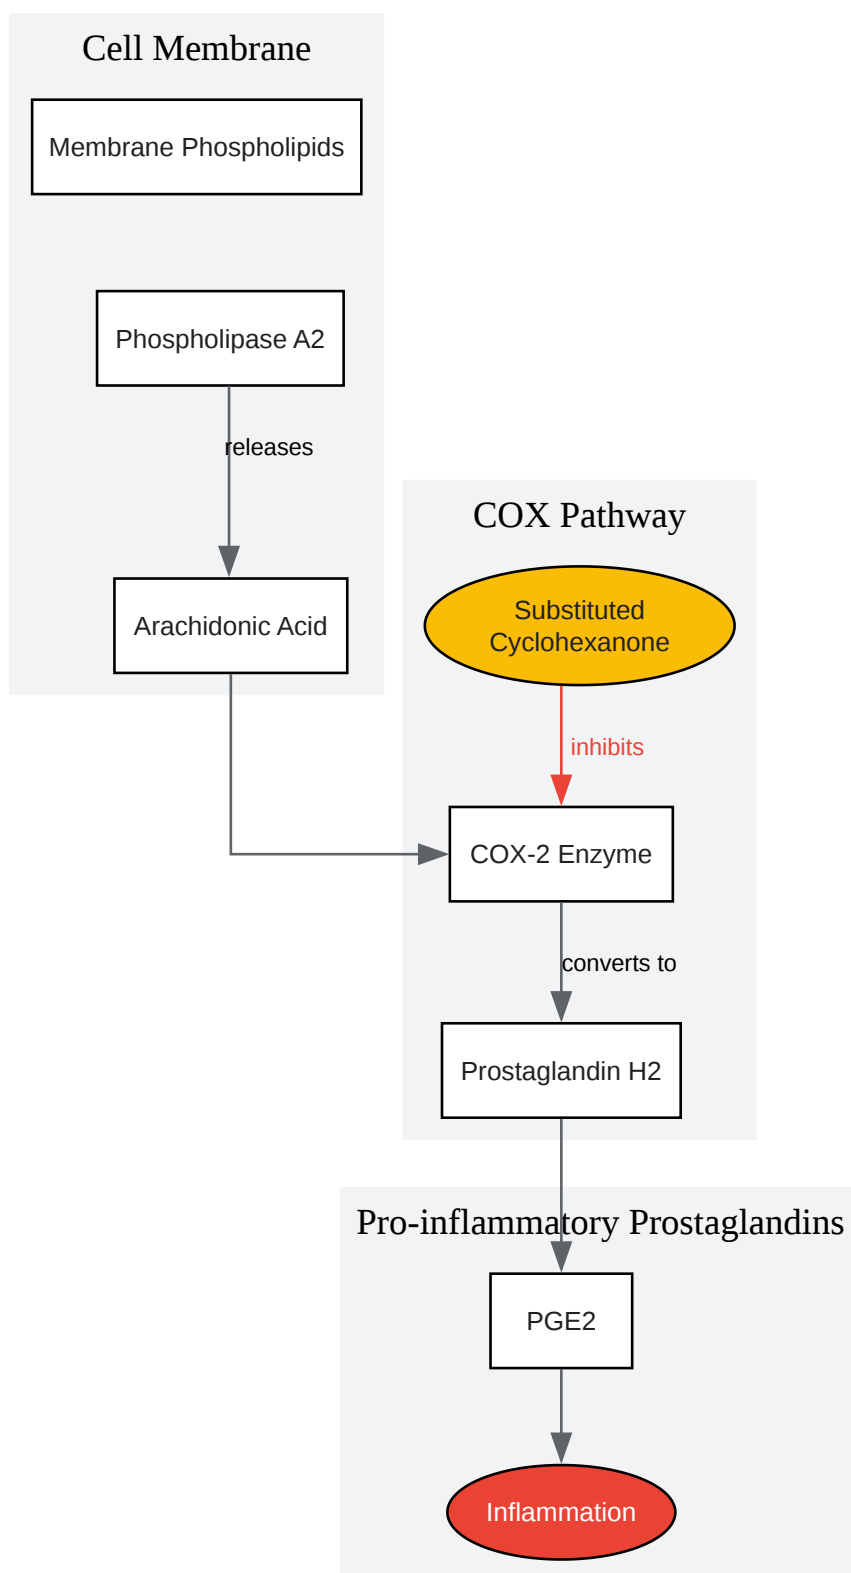 Cell Membrane
Membrane Phospholipids
Phospholipase A2
releases
Arachidonic Acid
COX Pathway
Substituted
Cyclohexanone
inhibits
COX-2 Enzyme
converts to
Prostaglandin H2
Pro-inflammatory Prostaglandins
PGE2
Inflammation